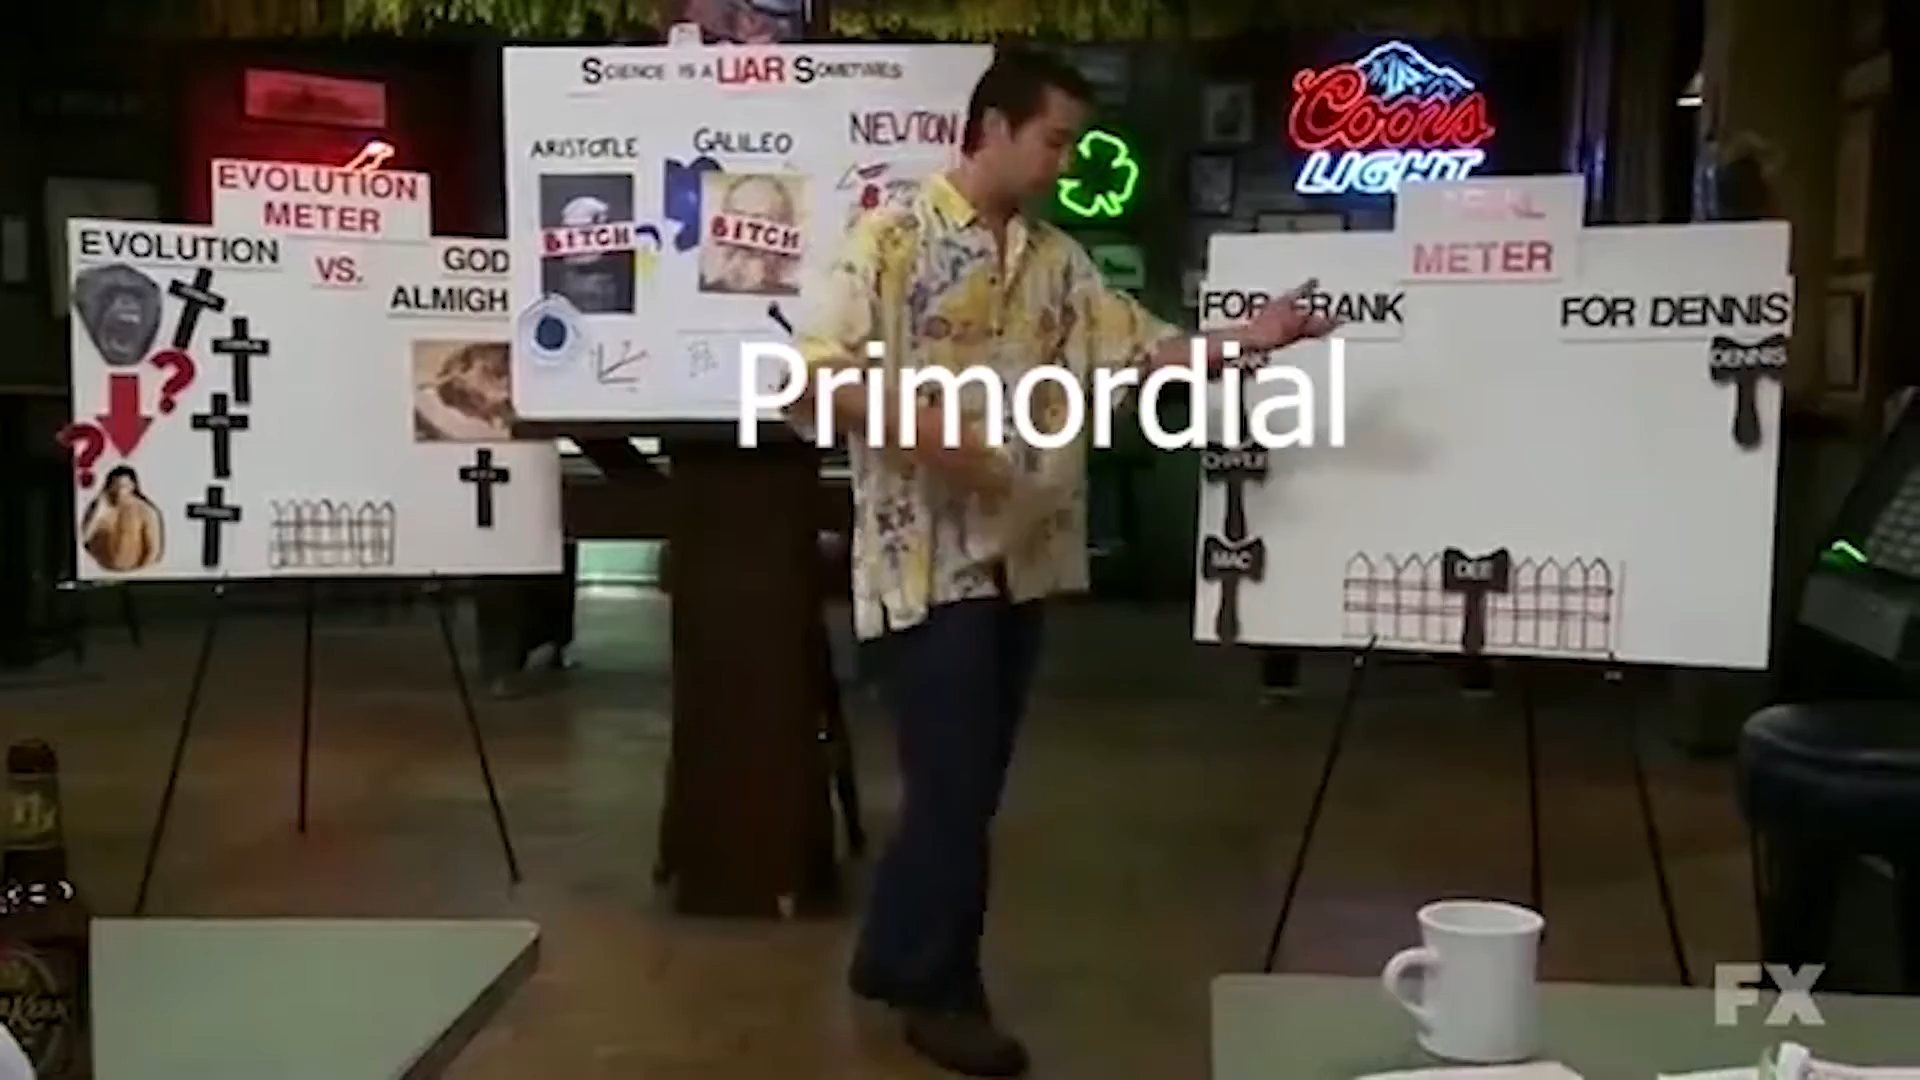 SCIENCE IS A LIAR SOMETIMES
ARISTOTLE
BITCH
GALILEO
BITCH
NEWTON
B
EVOLUTION
METER
EVOLUTION
VS.
GOD
ALMIGH
Coors
LIGHT
METER
FOR FRANK
FOR DENNIS
DENNIS
CHARLIE
MAC
DEE
Primordial
FX